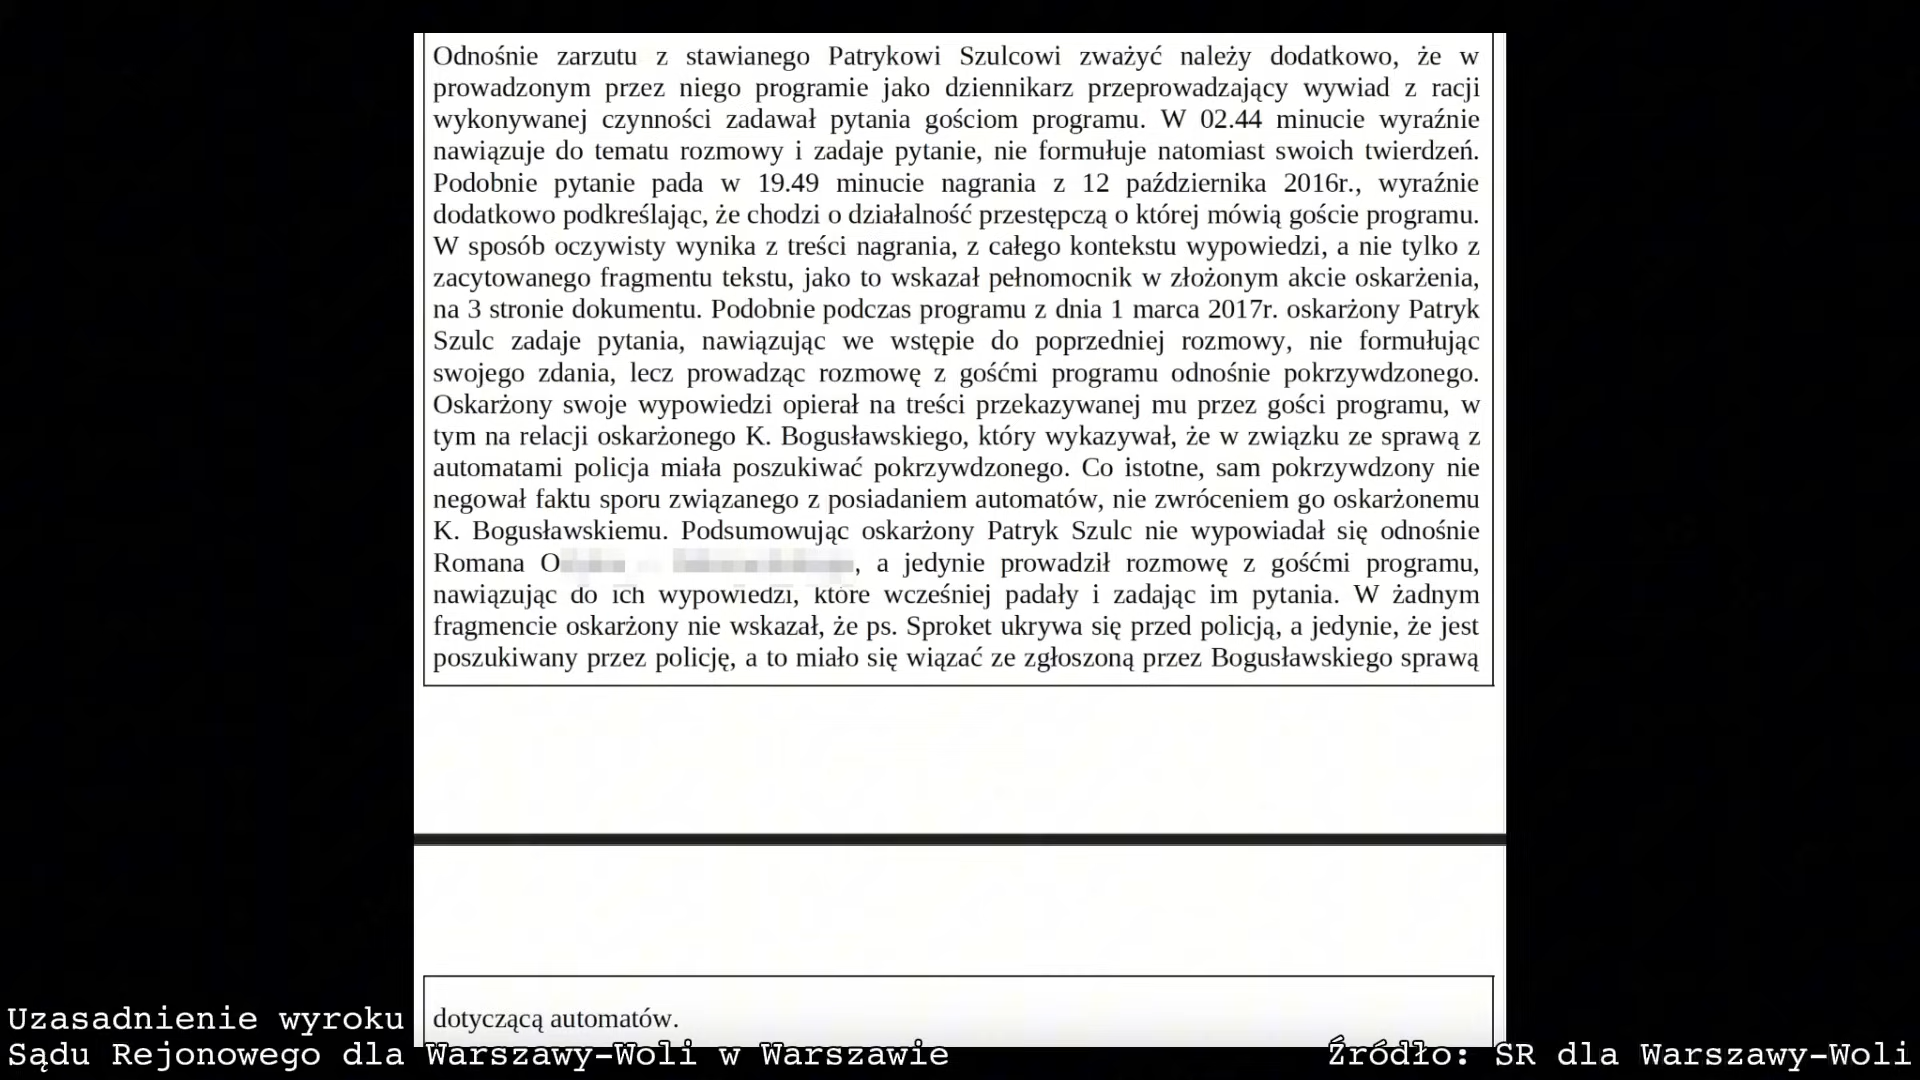 Odnośnie zarzutu z stawianego Patrykowi Szulcowi zważyć należy dodatkowo, że w
prowadzonym przez niego programie jako dziennikarz przeprowadzający wywiad z racji
wykonywanej czynności zadawał pytania gościom programu. W 02.44 minucie wyraźnie
nawiązuje do tematu rozmowy i zadaje pytanie, nie formułuje natomiast swoich twierdzeń.
Podobnie pytanie pada w 19.49 minucie nagrania z 12 października 2016r., wyraźnie
dodatkowo podkreślając, że chodzi o działalność przestępczą o której mówią goście programu.
W sposób oczywisty wynika z treści nagrania, z całego kontekstu wypowiedzi, a nie tylko z
zacytowanego fragmentu tekstu, jako to wskazał pełnomocnik w złożonym akcie oskarżenia,
na 3 stronie dokumentu. Podobnie podczas programu z dnia 1 marca 2017r. oskarżony Patryk
Szulc zadaje pytania, nawiązując we wstępie do poprzedniej rozmowy, nie formułując
swojego zdania, lecz prowadząc rozmowę z gośćmi programu odnośnie pokrzywdzonego.
Oskarżony swoje wypowiedzi opierał na treści przekazywanej mu przez gości programu, w
tym na relacji oskarżonego K. Bogusławskiego, który wykazywał, że w związku ze sprawą z
automatami policja miała poszukiwać pokrzywdzonego. Co istotne, sam pokrzywdzony nie
negował faktu sporu związanego z posiadaniem automatów, nie zwróceniem go oskarżonemu
K. Bogusławskiemu. Podsumowując oskarżony Patryk Szulc nie wypowiadał się odnośnie
Romana O , a jedynie prowadził rozmowę z gośćmi programu,
nawiązując do ich wypowiedzi, które wcześniej padały i zadając im pytania. W żadnym
fragmencie oskarżony nie wskazał, że ps. Sproket ukrywa się przed policją, a jedynie, że jest
poszukiwany przez policję, a to miało się wiązać ze zgłoszoną przez Bogusławskiego sprawą
dotyczącą automatów.
Uzasadnienie wyroku
Sądu Rejonowego dla Warszawy-Woli w Warszawie
Źródło: SR dla Warszawy-Woli